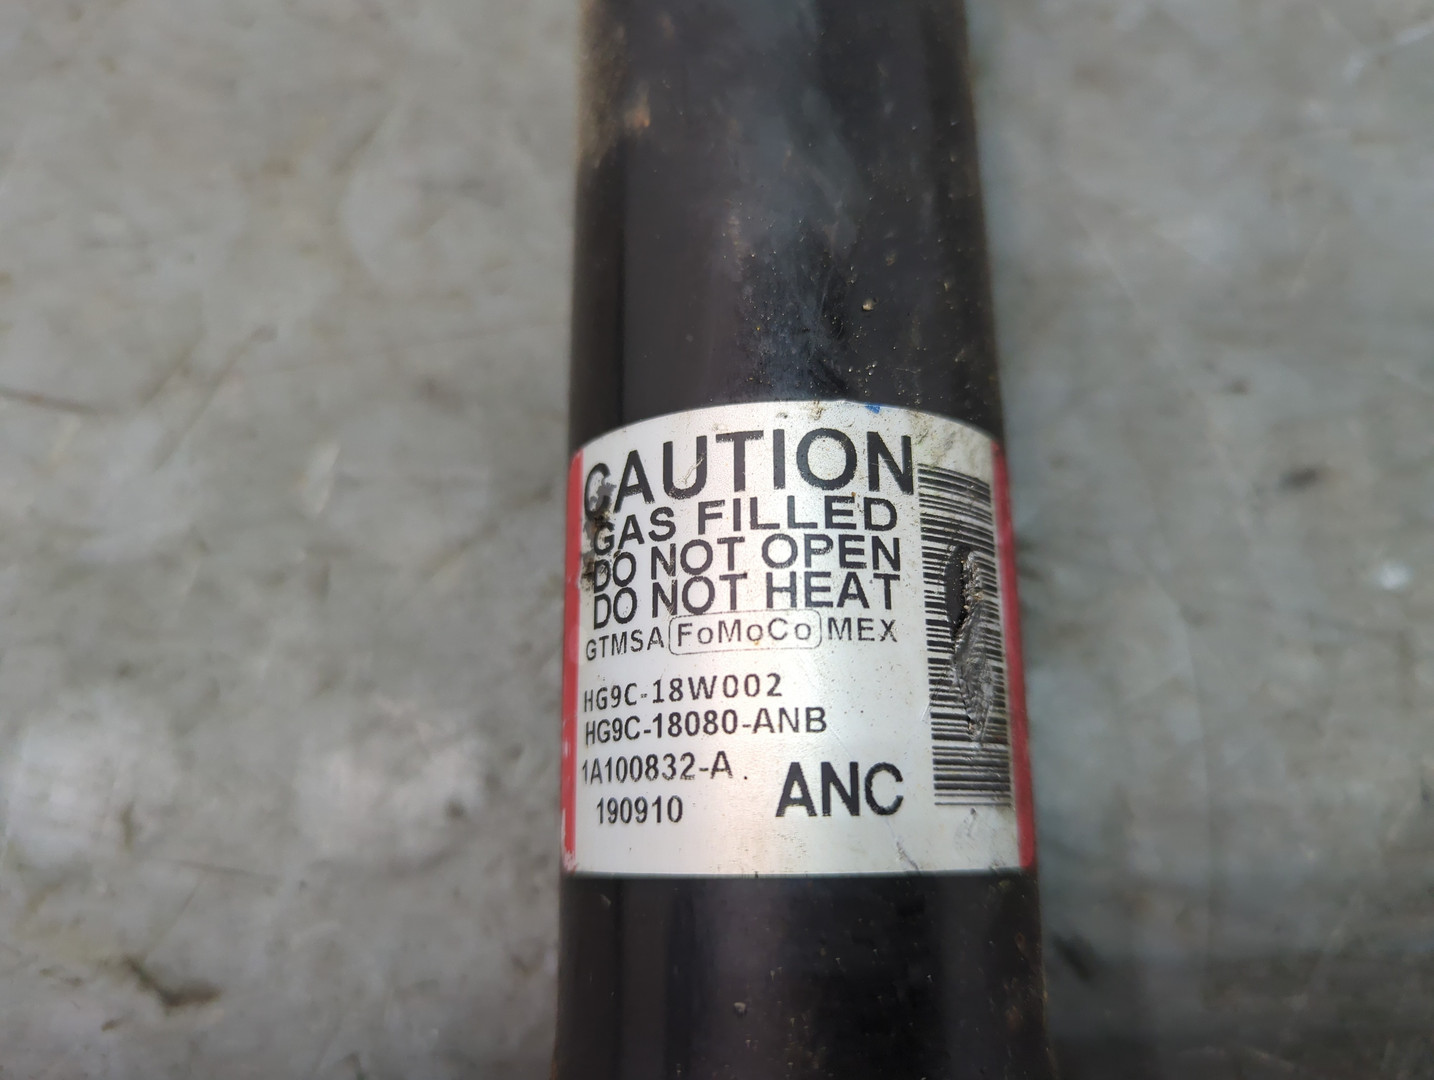 CAUTION
GAS FILLED
DO NOT OPEN
DO NOT HEAT
GTMSA FoMoCo MEX
HG9C-18W002
HG9C-18080-ANB
1A100832-A
190910 ANC